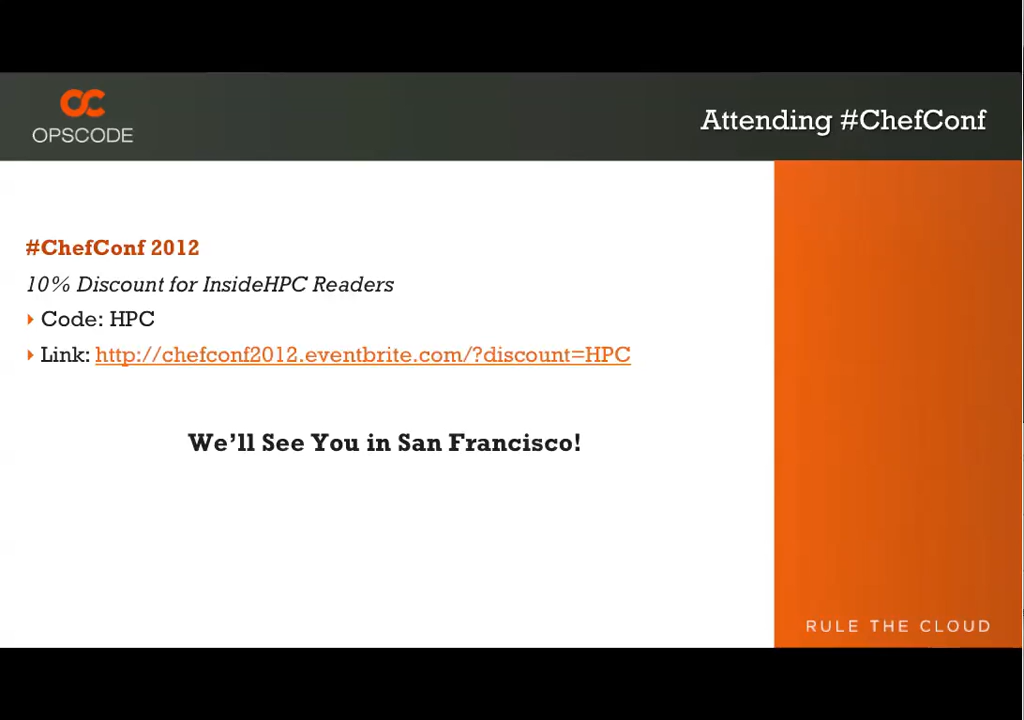 OPSCODE
Attending #ChefConf
#ChefConf 2012
10% Discount for InsideHPC Readers
Code: HPC
Link: http://chefconf2012.eventbrite.com/?discount=HPC
We’ll See You in San Francisco!
RULE THE CLOUD